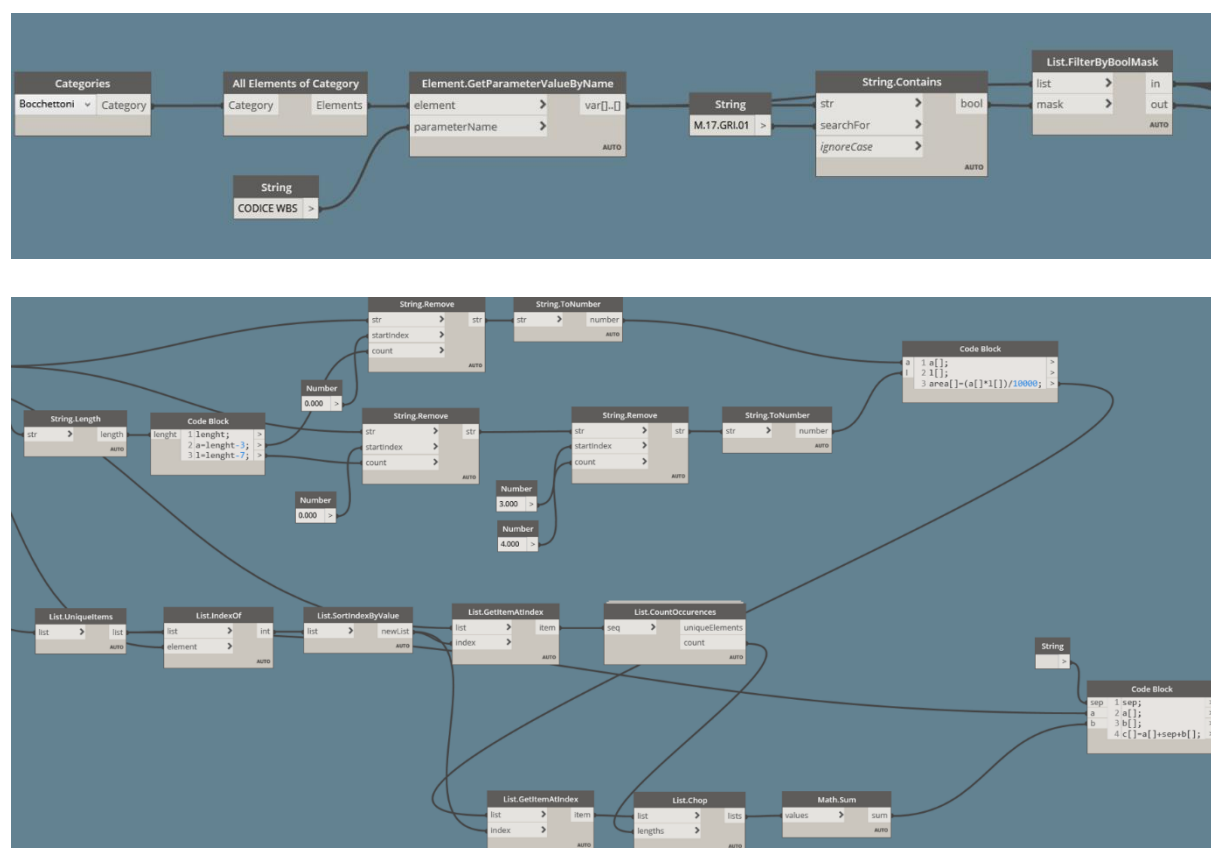 Categories
Bocchettoni Category
All Elements of Category
Category Elements
Element.GetParameterValueByName
element > var[]..[]
parameterName >
AUTO
String
CODICE WBS >
String
M.17.GRI.01 >
String.Contains
str > bool
searchFor >
ignoreCase >
AUTO
List.FilterByBoolMask
list > in
mask > out
AUTO
String.Remove
str > str
startIndex >
count >
AUTO
String.ToNumber
str > number
AUTO
Number
0.000 >
Code Block
a 1 a[]; >
l 2 l[]; >
3 area[]=(a[]*l[])/10000; >
String.Length
str > length
AUTO
Code Block
lenght 1 lenght; >
2 a=lenght-3; >
3 l=lenght-7; >
String.Remove
str > str
startIndex >
count >
AUTO
Number
0.000 >
String.Remove
str > str
startIndex >
count >
AUTO
Number
3.000 >
Number
4.000 >
String.ToNumber
str > number
AUTO
List.UniqueItems
list > list
AUTO
List.IndexOf
list > int
element >
AUTO
List.SortIndexByValue
list > newList
AUTO
List.GetItemAtIndex
list > item
index >
AUTO
List.CountOccurences
seq > uniqueElements
count
AUTO
String
>
Code Block
sep 1 sep;
a 2 a[];
b 3 b[];
4 c[]=a[]+sep+b[];
List.GetItemAtIndex
list > item
index >
AUTO
List.Chop
list > lists
lengths >
AUTO
Math.Sum
values > sum
AUTO